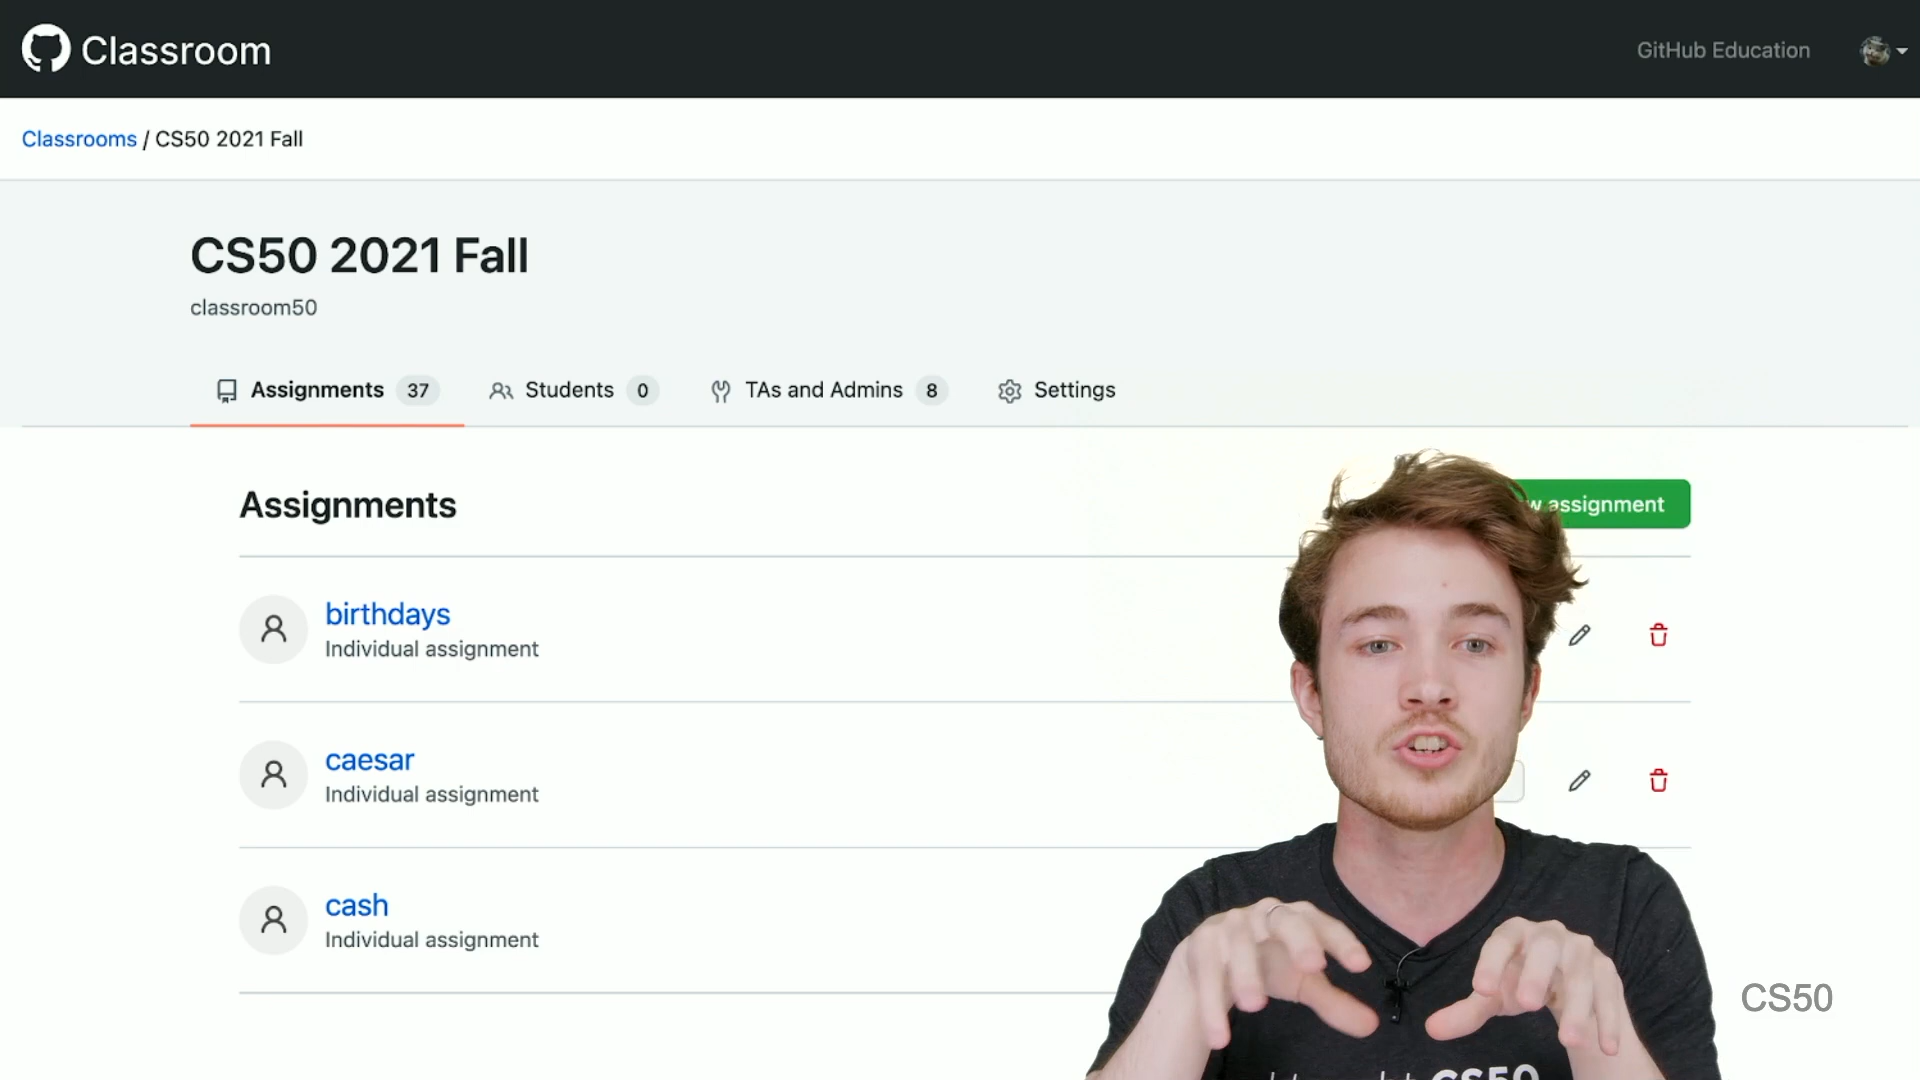 Classroom
GitHub Education
Classrooms / CS50 2021 Fall
CS50 2021 Fall
classroom50
Assignments 37
Students 0
TAs and Admins 8
Settings
Assignments
assignment
birthdays
Individual assignment
caesar
Individual assignment
cash
Individual assignment
CS50
CS50